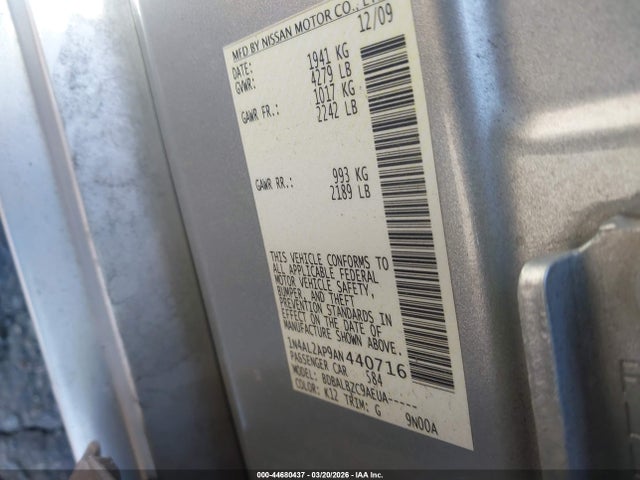 MFD BY NISSAN MOTOR CO., LT
DATE: 12/09
GVWR: 1941 KG
4279 LB
GAWR FR.: 1017 KG
2242 LB
GAWR RR.: 993 KG
2189 LB
THIS VEHICLE CONFORMS TO
ALL APPLICABLE FEDERAL
MOTOR VEHICLE SAFETY,
BUMPER, AND THEFT
PREVENTION STANDARDS IN
EFFECT ON THE DATE OF
MANUFACTURE SHOWN ABOVE.
1N4AL2AP9AN440716
PASSENGER CAR 584
MODEL: BDBALBZC9AEUA-----
COLOR: K12 TRIM: G 9N00A
000-44680437 - 03/20/2026 - IAA Inc.